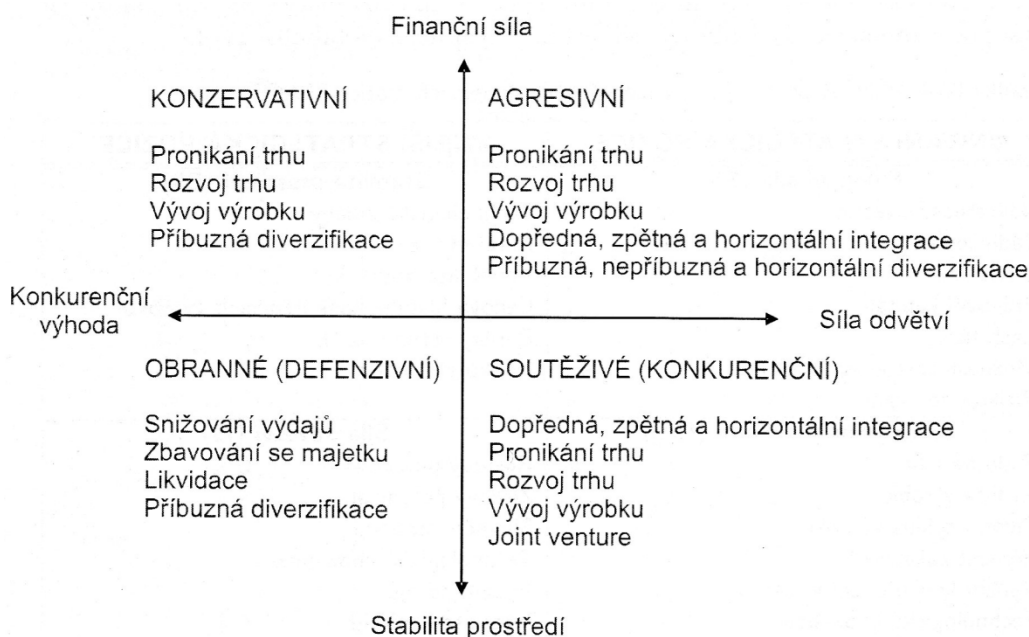 Finanční síla
KONZERVATIVNÍ
Pronikání trhu
Rozvoj trhu
Vývoj výrobku
Příbuzná diverzifikace
AGRESIVNÍ
Pronikání trhu
Rozvoj trhu
Vývoj výrobku
Dopředná, zpětná a horizontální integrace
Příbuzná, nepříbuzná a horizontální diverzifikace
Konkurenční
výhoda
Síla odvětví
OBRANNÉ (DEFENZIVNÍ)
Snižování výdajů
Zbavování se majetku
Likvidace
Příbuzná diverzifikace
SOUTĚŽIVÉ (KONKURENČNÍ)
Dopředná, zpětná a horizontální integrace
Pronikání trhu
Rozvoj trhu
Vývoj výrobku
Joint venture
Stabilita prostředí